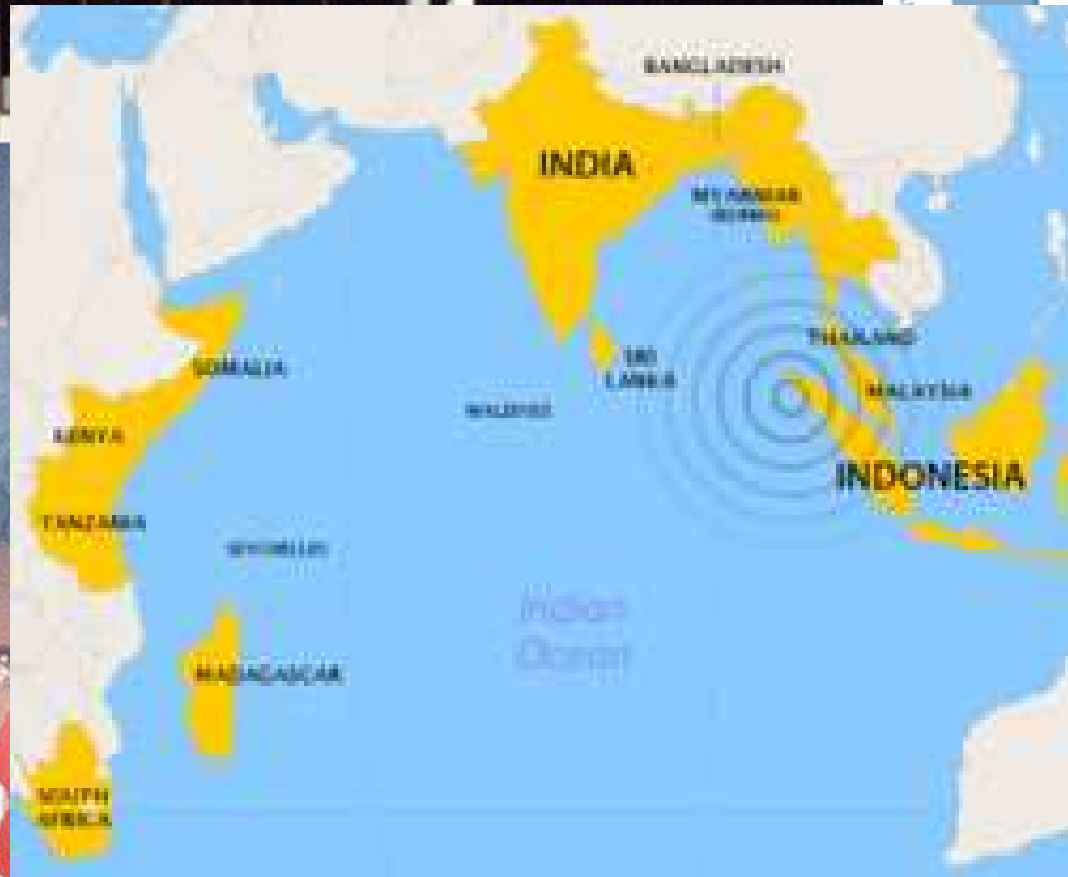 BANGLADESH
INDIA
MYANMAR
(BURMA)
THAILAND
SOMALIA
SRI
LANKA
MALAYSIA
MALDIVES
KENYA
INDONESIA
TANZANIA
SEYCHELLES
Indian
Ocean
MADAGASCAR
SOUTH
AFRICA